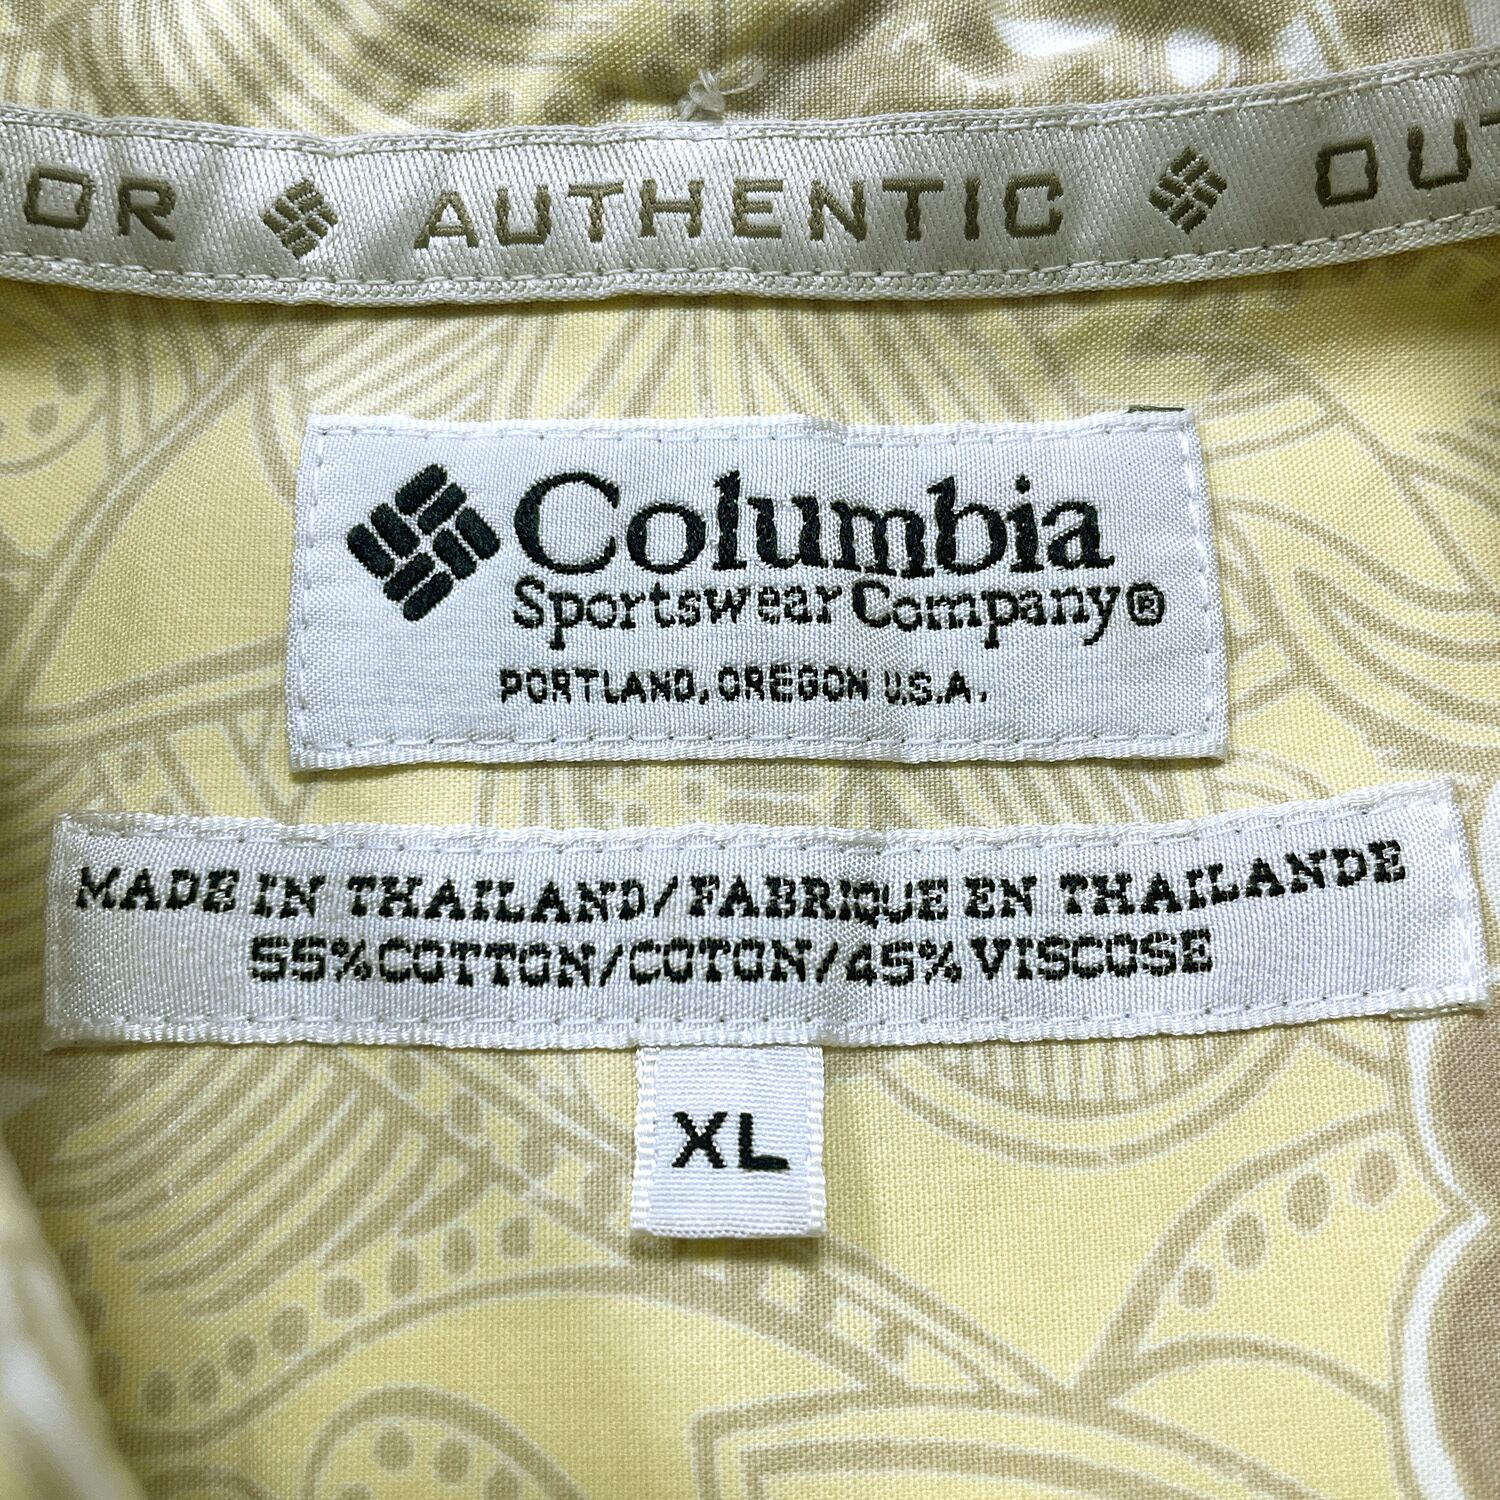 OR AUTHENTIC OUT
Columbia
Sportswear Company®
PORTLAND, OREGON U.S.A.
MADE IN THAILAND/FABRIQUE EN THAILANDE
55%COTTON/COTON/45%VISCOSE
XL